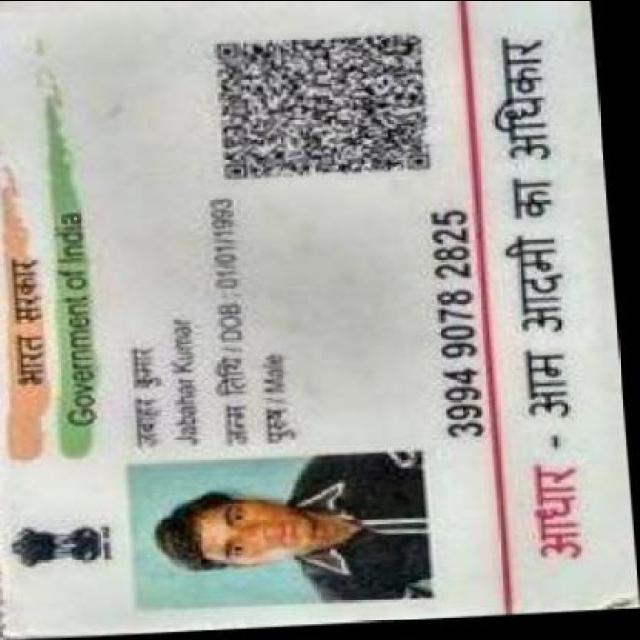 भारत सरकार
Government of India
जबाहर कुमार
Jabahar Kumar
जन्म तिथि / DOB : 01/01/1993
पुरुष / Male
3994 9078 2825
आधार - आम आदमी का अधिकार